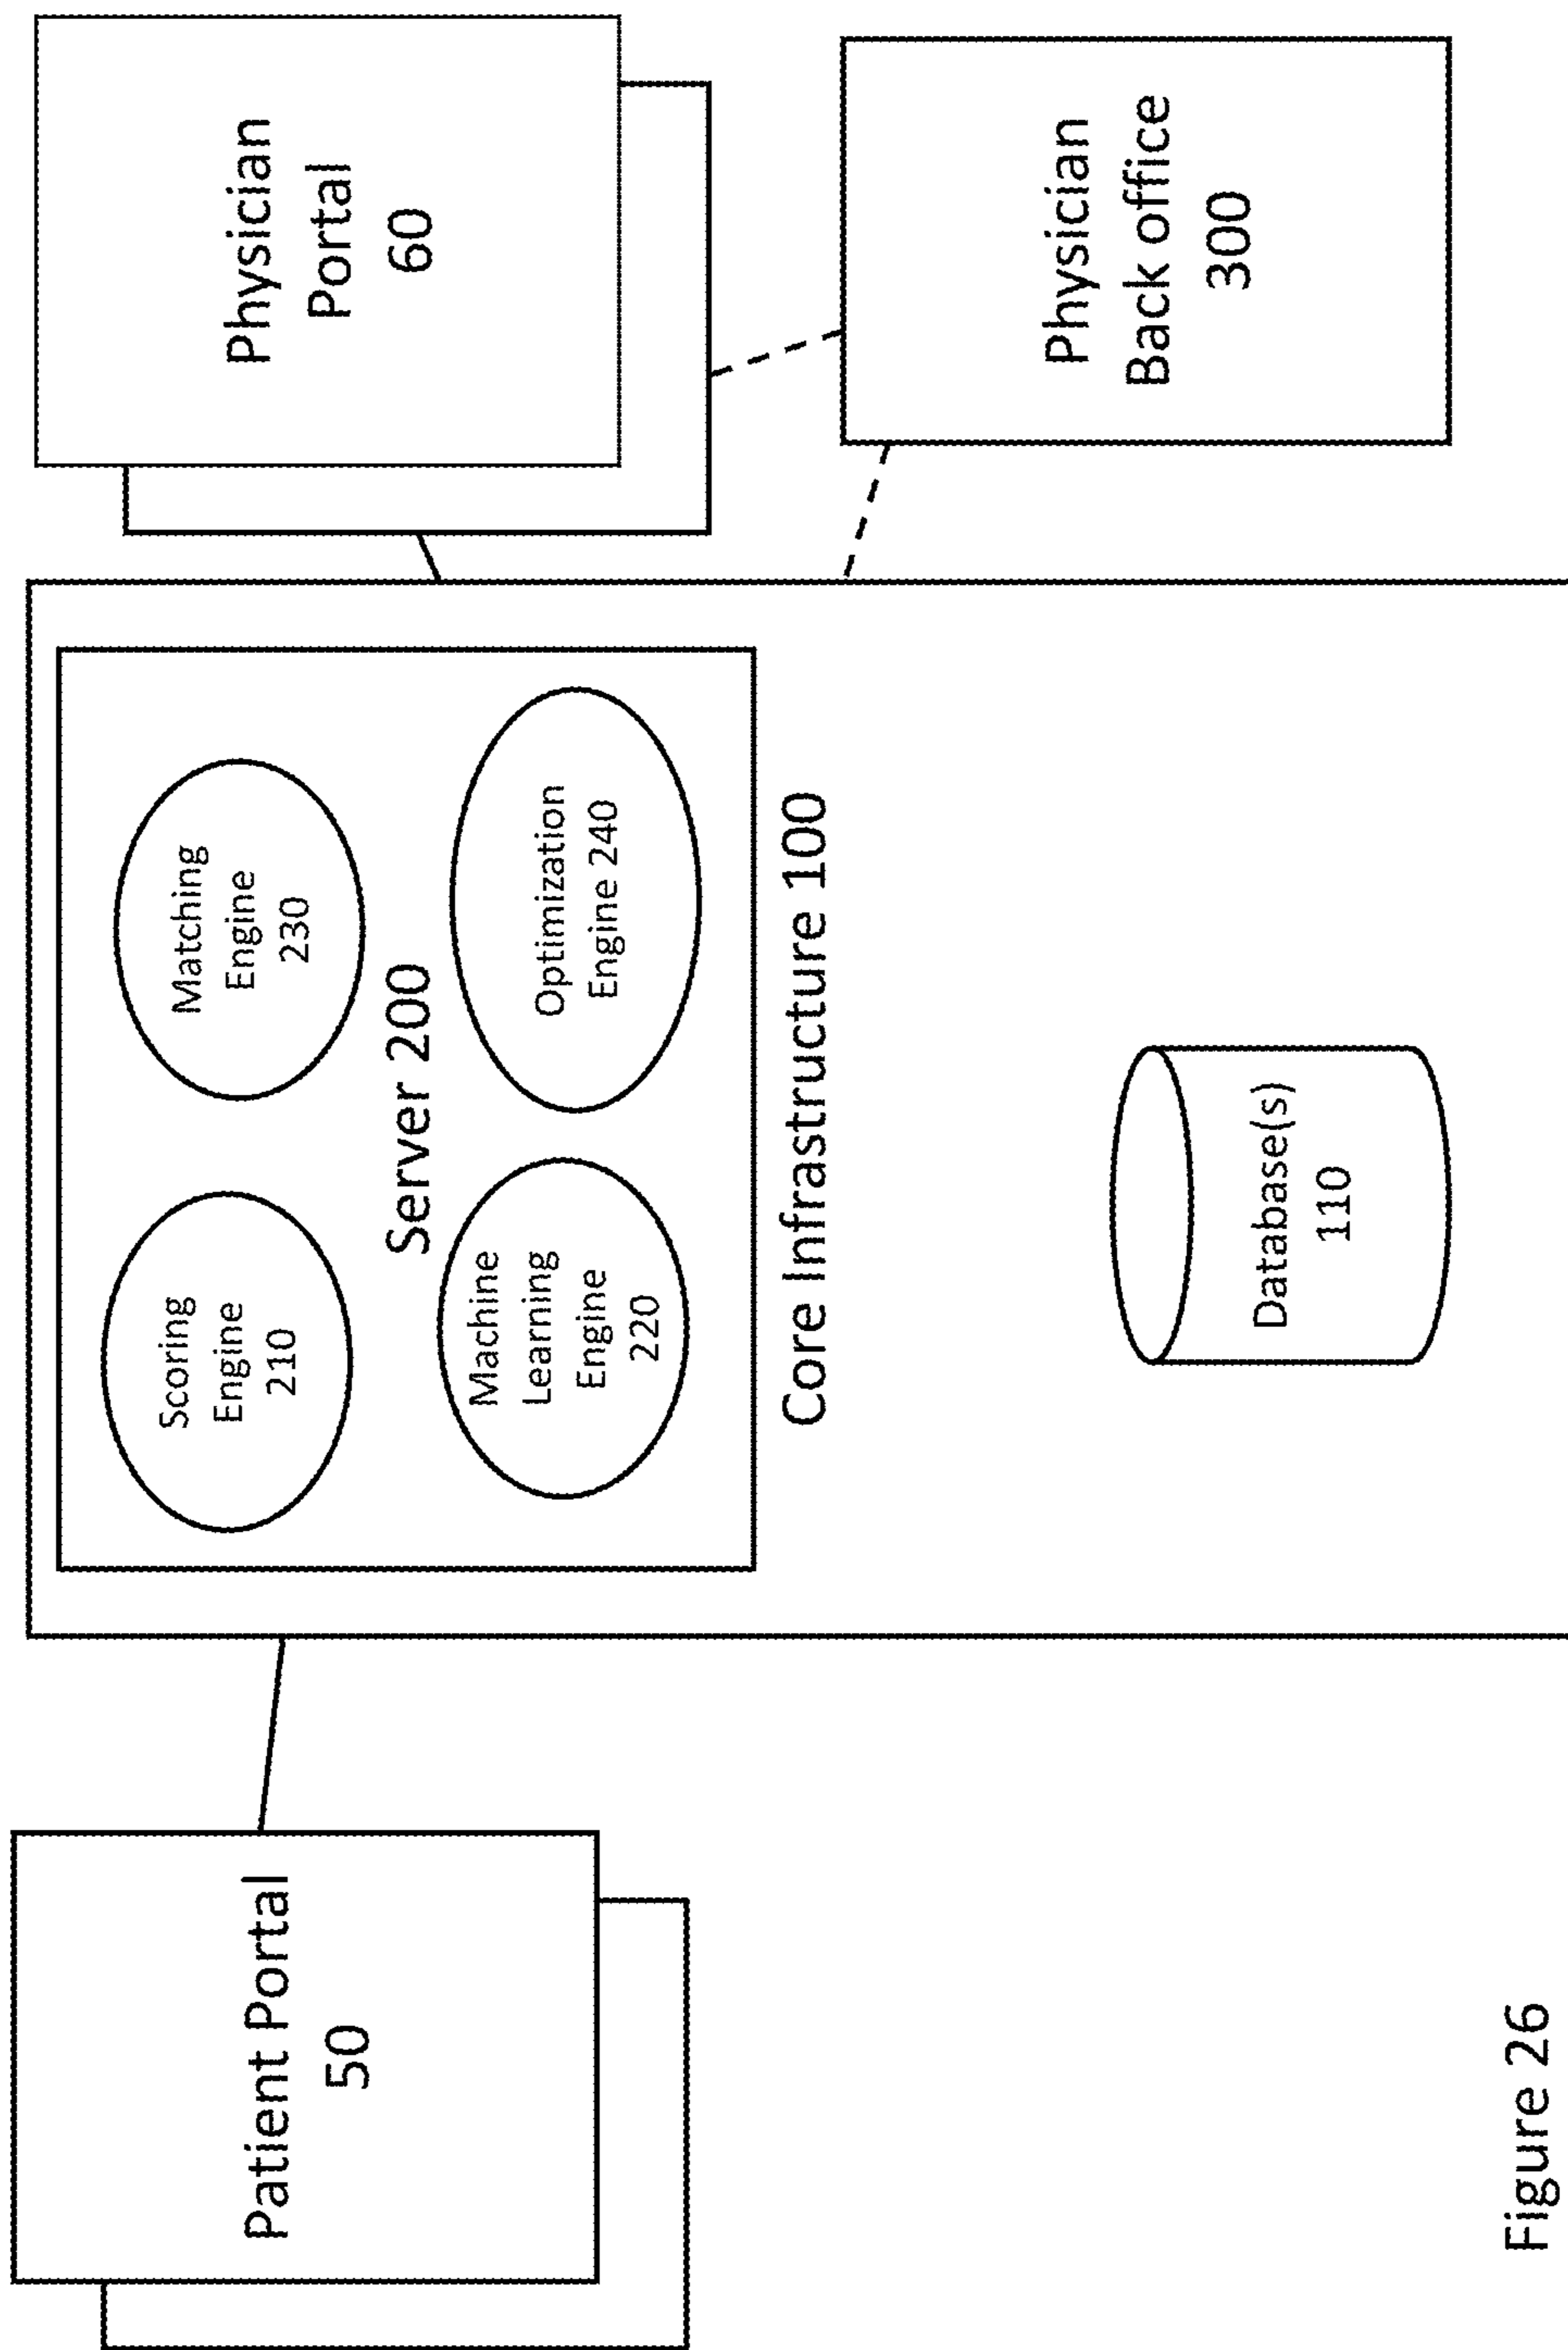 Patient Portal
50
Scoring
Engine
210
Matching
Engine
230
Server 200
Machine
Learning
Engine
220
Optimization
Engine 240
Core Infrastructure 100
Database(s)
110
Physician
Portal
60
Physician
Back office
300
Figure 26